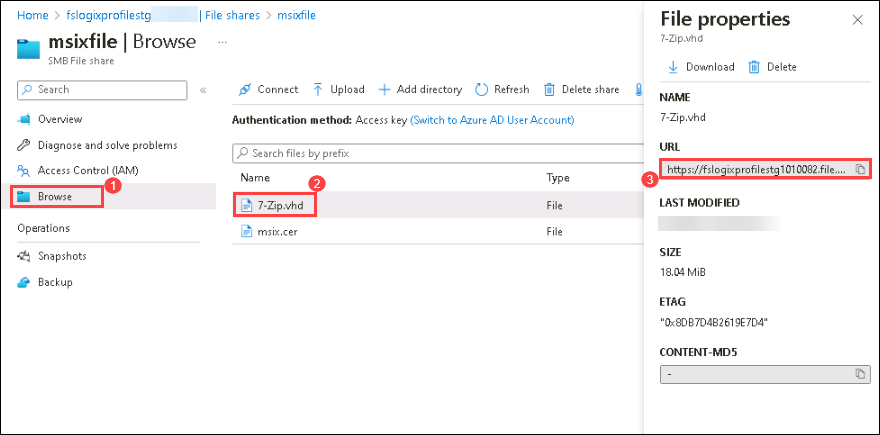 Home > fslogixprofilestg | File shares > msixfile
msixfile | Browse ...
SMB File share
Search «
Overview
Diagnose and solve problems
Access Control (IAM)
Browse
1
Operations
Snapshots
Backup
Connect Upload Add directory Refresh Delete share
Authentication method: Access key (Switch to Azure AD User Account)
Search files by prefix
Name Type
2
7-Zip.vhd File
msix.cer File
File properties
7-Zip.vhd
Download Delete
NAME
7-Zip.vhd
URL
3
https://fslogixprofilestg1010082.file....
LAST MODIFIED
SIZE
18.04 MiB
ETAG
"0x8DB7D4B2619E7D4"
CONTENT-MD5
-